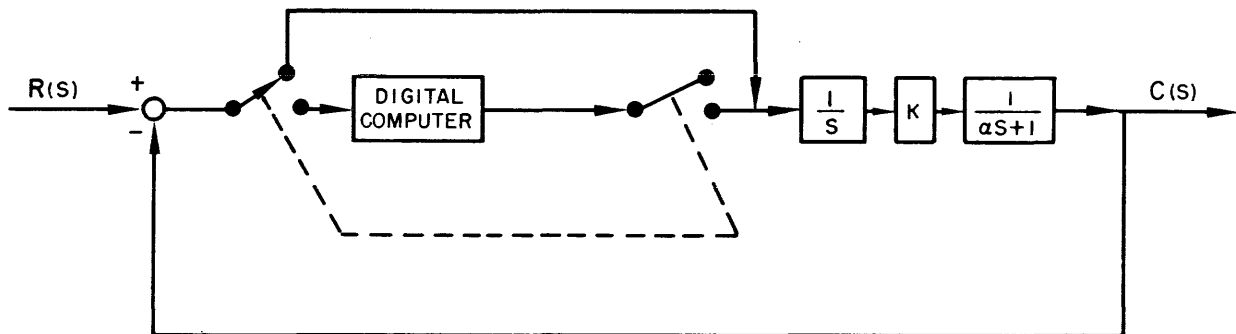 R(S)
+
−
DIGITAL
COMPUTER
1
S
K
1
αS+1
C(S)